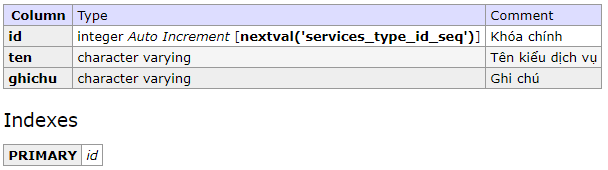 Column Type Comment
id integer Auto Increment [nextval('services_type_id_seq')] Khóa chính
ten character varying Tên kiểu dịch vụ
ghichu character varying Ghi chú
Indexes
PRIMARY id